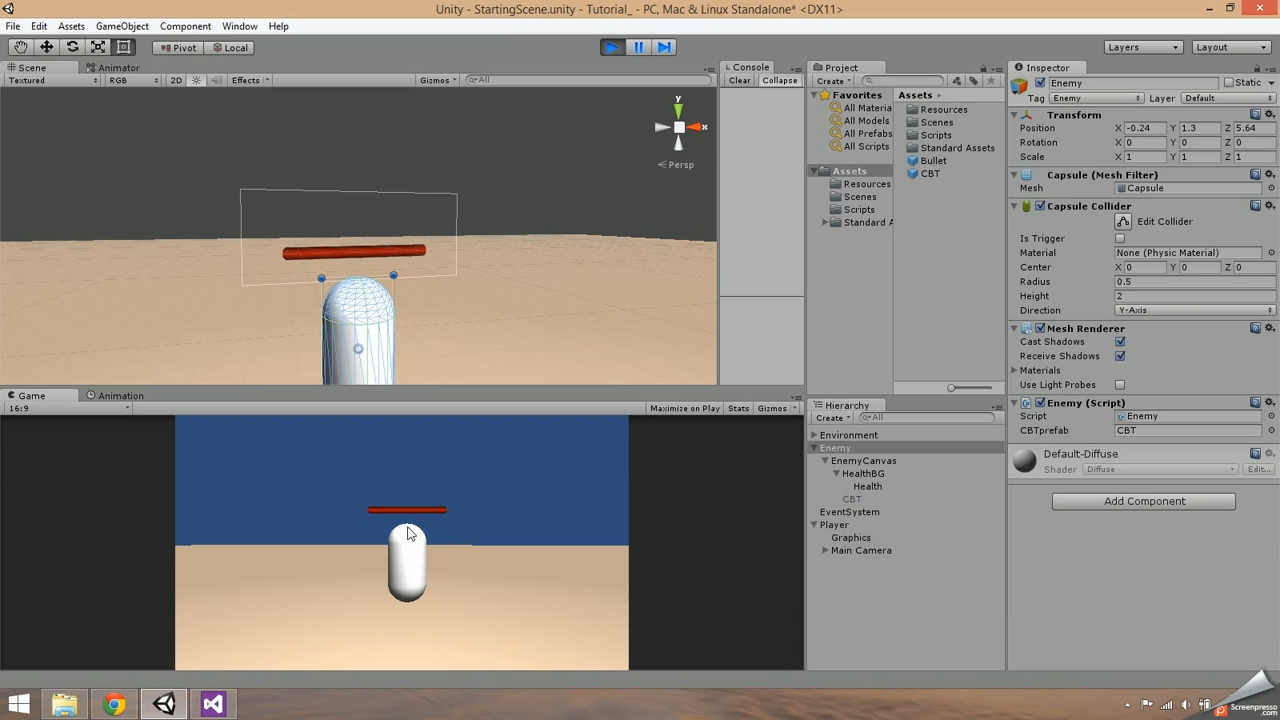 Unity - StartingScene.unity - Tutorial_ - PC, Mac & Linux Standalone* <DX11>
File Edit Assets GameObject Component Window Help
Pivot Local Layers Layout
Scene Animator
Textured RGB 2D Effects Gizmos All
y
x
Persp
Game Animation
16:9 Maximize on Play Stats Gizmos
Console
Clear Collapse
Project
Create
Favorites
All Materia
All Models
All Prefabs
All Scripts
Assets
Resources
Scenes
Scripts
Standard A
Assets
Resources
Scenes
Scripts
Standard Assets
Bullet
CBT
Hierarchy
Create All
Environment
Enemy
EnemyCanvas
HealthBG
Health
CBT
EventSystem
Player
Graphics
Main Camera
Inspector
Enemy Static
Tag Enemy Layer Default
Transform
Position X -0.24 Y 1.3 Z 5.64
Rotation X 0 Y 0 Z 0
Scale X 1 Y 1 Z 1
Capsule (Mesh Filter)
Mesh Capsule
Capsule Collider
Edit Collider
Is Trigger
Material None (Physic Material)
Center X 0 Y 0 Z 0
Radius 0.5
Height 2
Direction Y-Axis
Mesh Renderer
Cast Shadows
Receive Shadows
Materials
Use Light Probes
Enemy (Script)
Script Enemy
CBTprefab CBT
Default-Diffuse
Shader Diffuse Edit...
Add Component
Screenpresso
.com